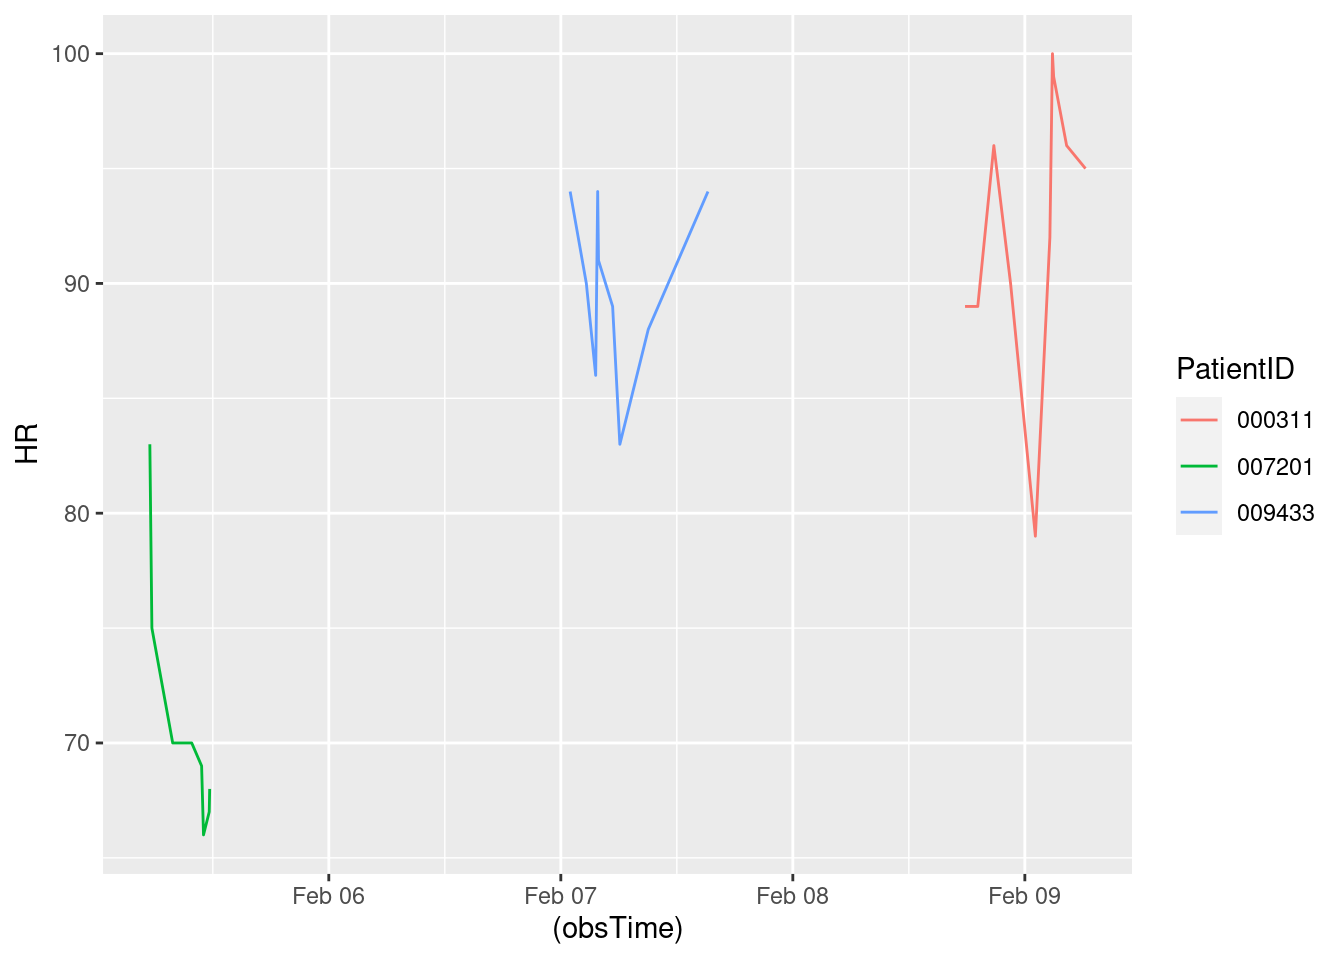 100
90
80
70
HR
Feb 06
Feb 07
Feb 08
Feb 09
(obsTime)
PatientID
000311
007201
009433